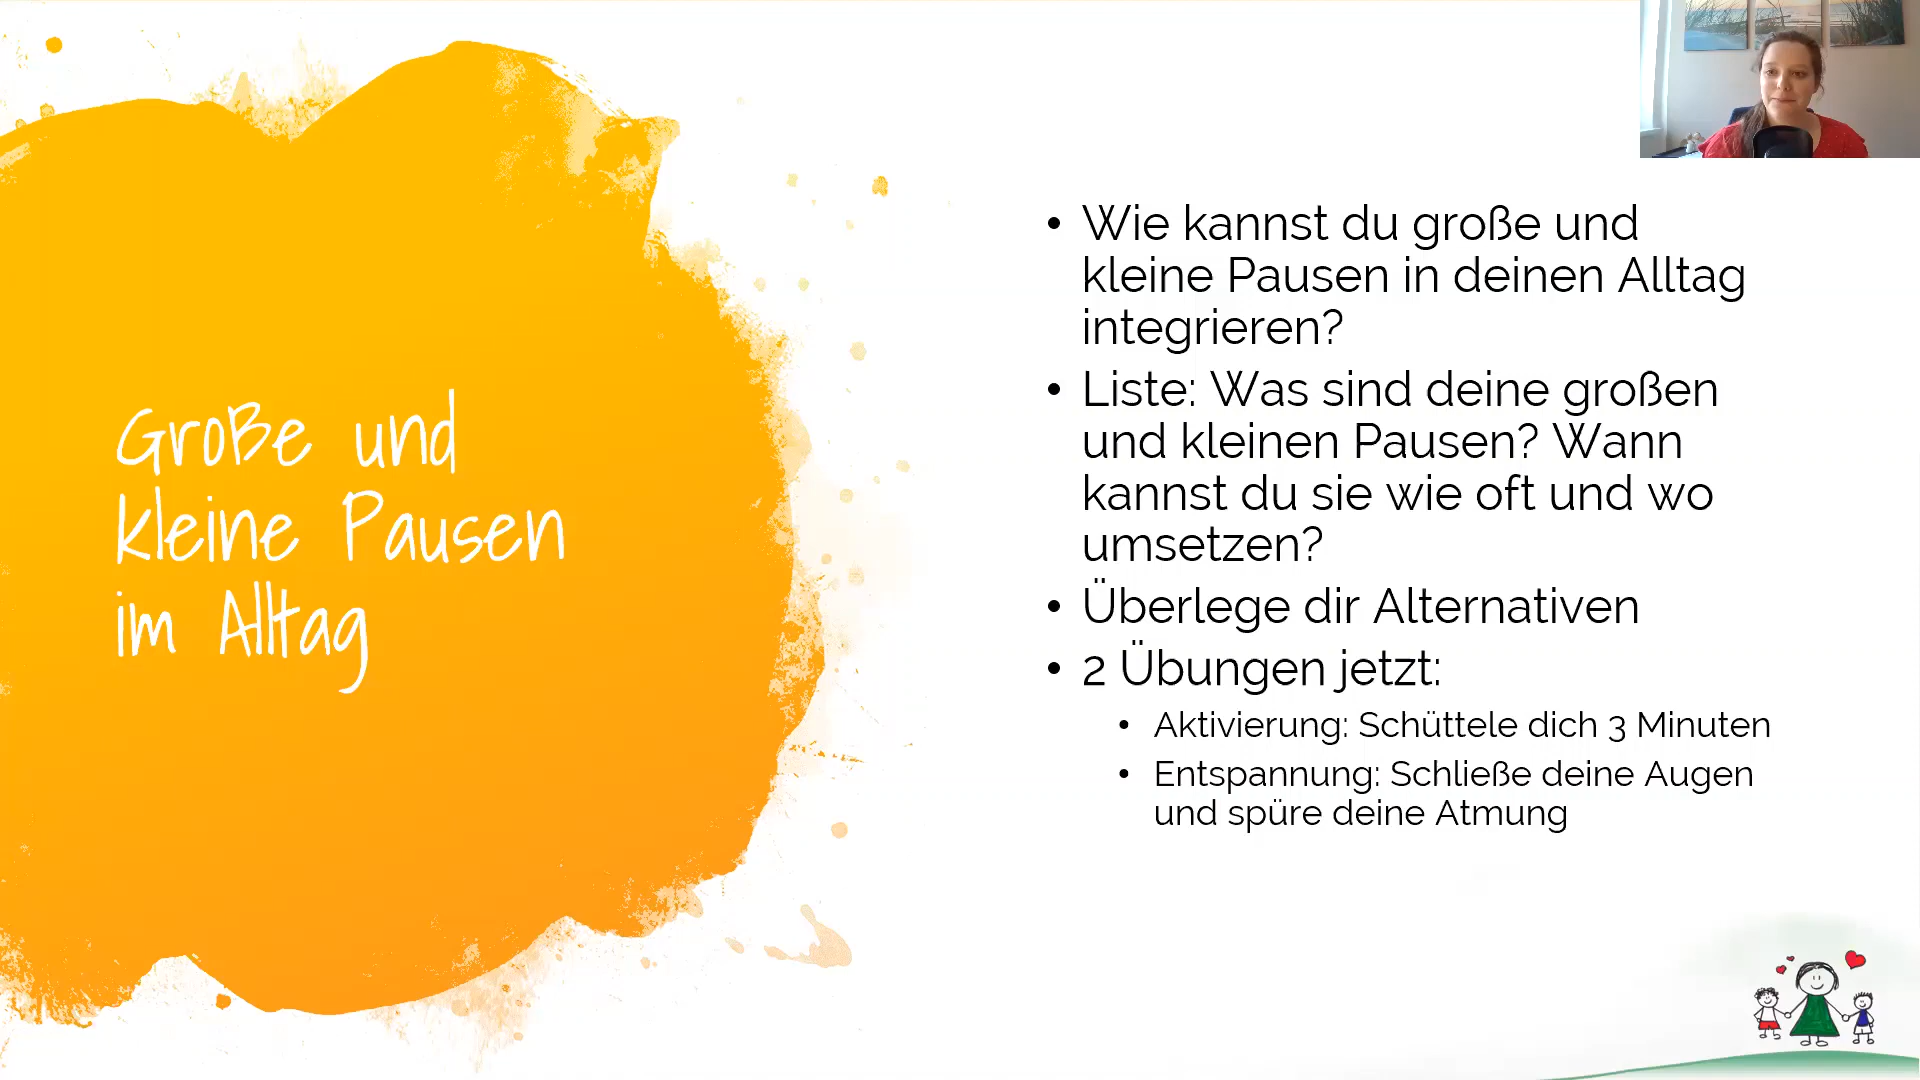 Große und
kleine Pausen
im Alltag
• Wie kannst du große und
kleine Pausen in deinen Alltag
integrieren?
• Liste: Was sind deine großen
und kleinen Pausen? Wann
kannst du sie wie oft und wo
umsetzen?
• Überlege dir Alternativen
• 2 Übungen jetzt:
• Aktivierung: Schüttele dich 3 Minuten
• Entspannung: Schließe deine Augen
und spüre deine Atmung